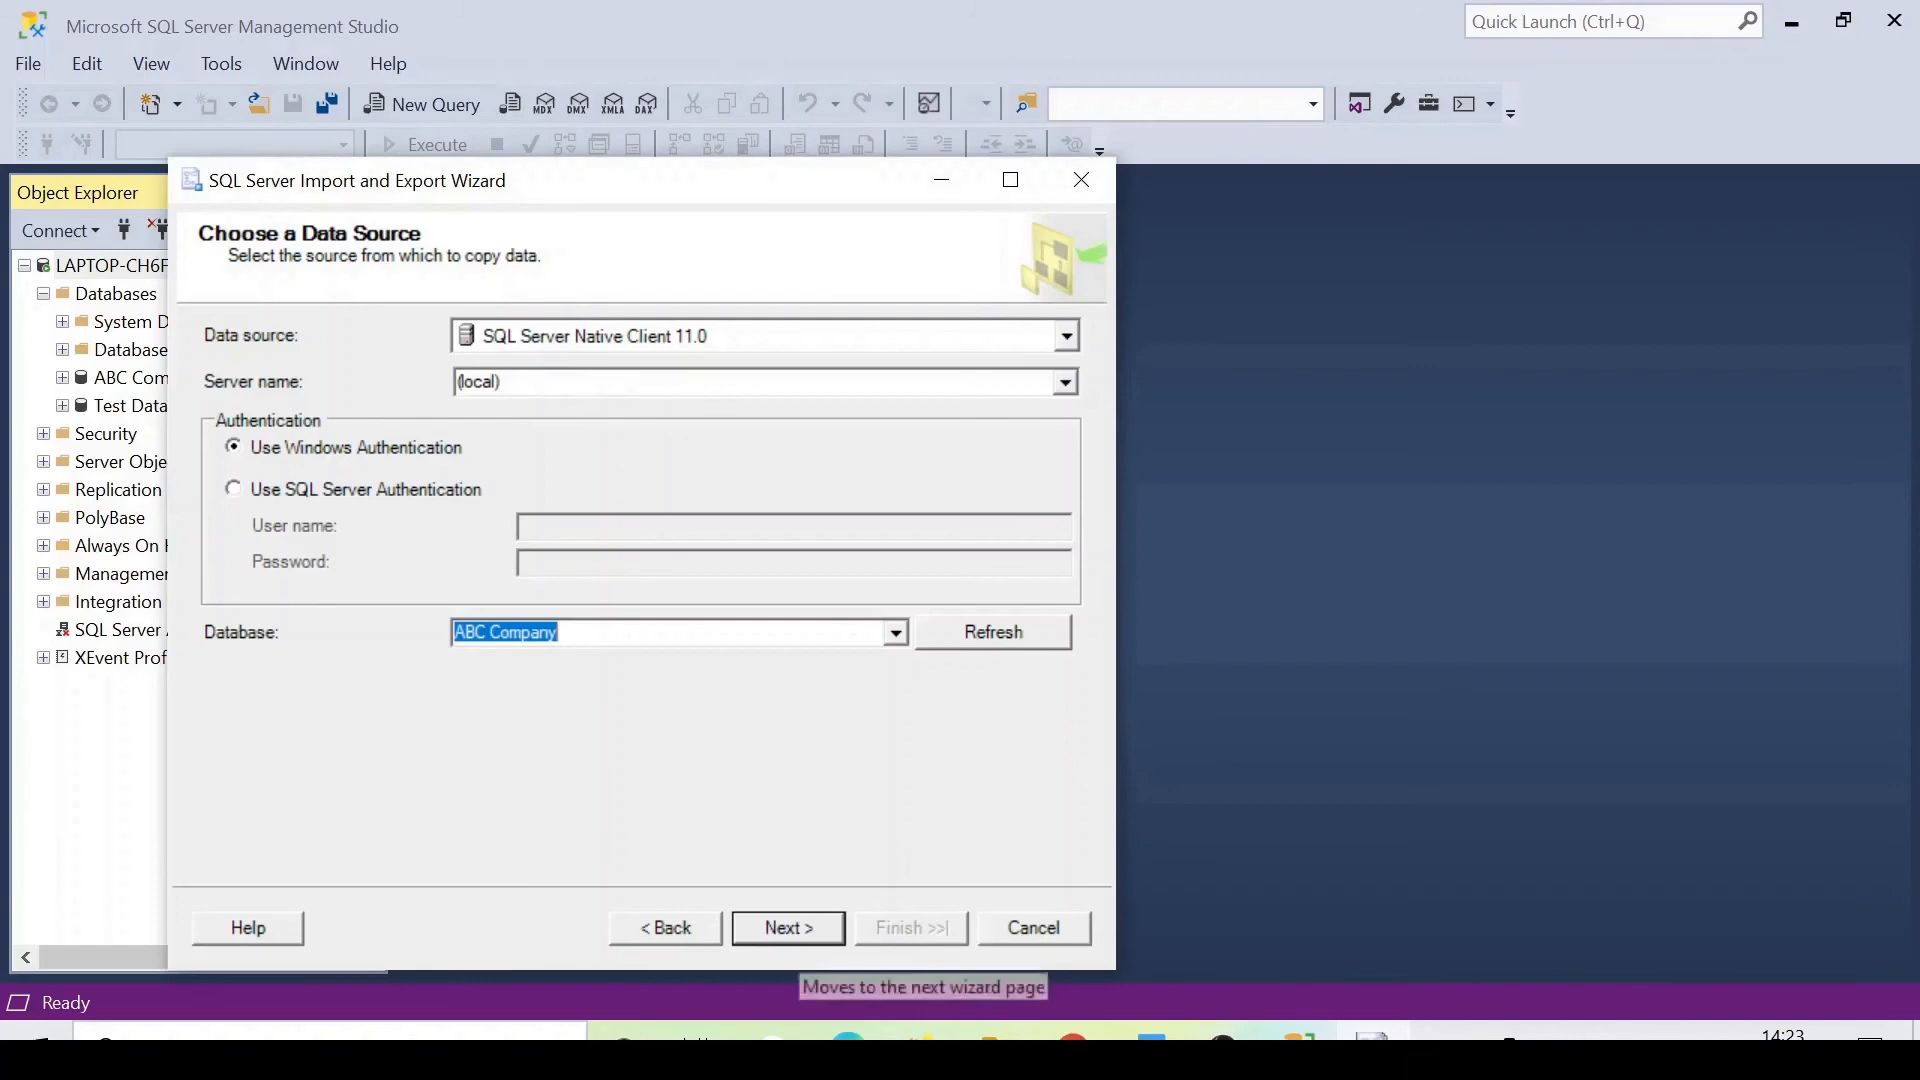 Microsoft SQL Server Management Studio
Quick Launch (Ctrl+Q)
File Edit View Tools Window Help
New Query MDX DMX XMLA DAX
Execute
Object Explorer
Connect
LAPTOP-CH6F
Databases
System D
Database
ABC Com
Test Data
Security
Server Obje
Replication
PolyBase
Always On H
Managemen
Integration
SQL Server A
XEvent Prof
SQL Server Import and Export Wizard
Choose a Data Source
Select the source from which to copy data.
Data source: SQL Server Native Client 11.0
Server name: (local)
Authentication
Use Windows Authentication
Use SQL Server Authentication
User name:
Password:
Database: ABC Company Refresh
Help < Back Next > Finish >>| Cancel
Moves to the next wizard page
Ready
14:23